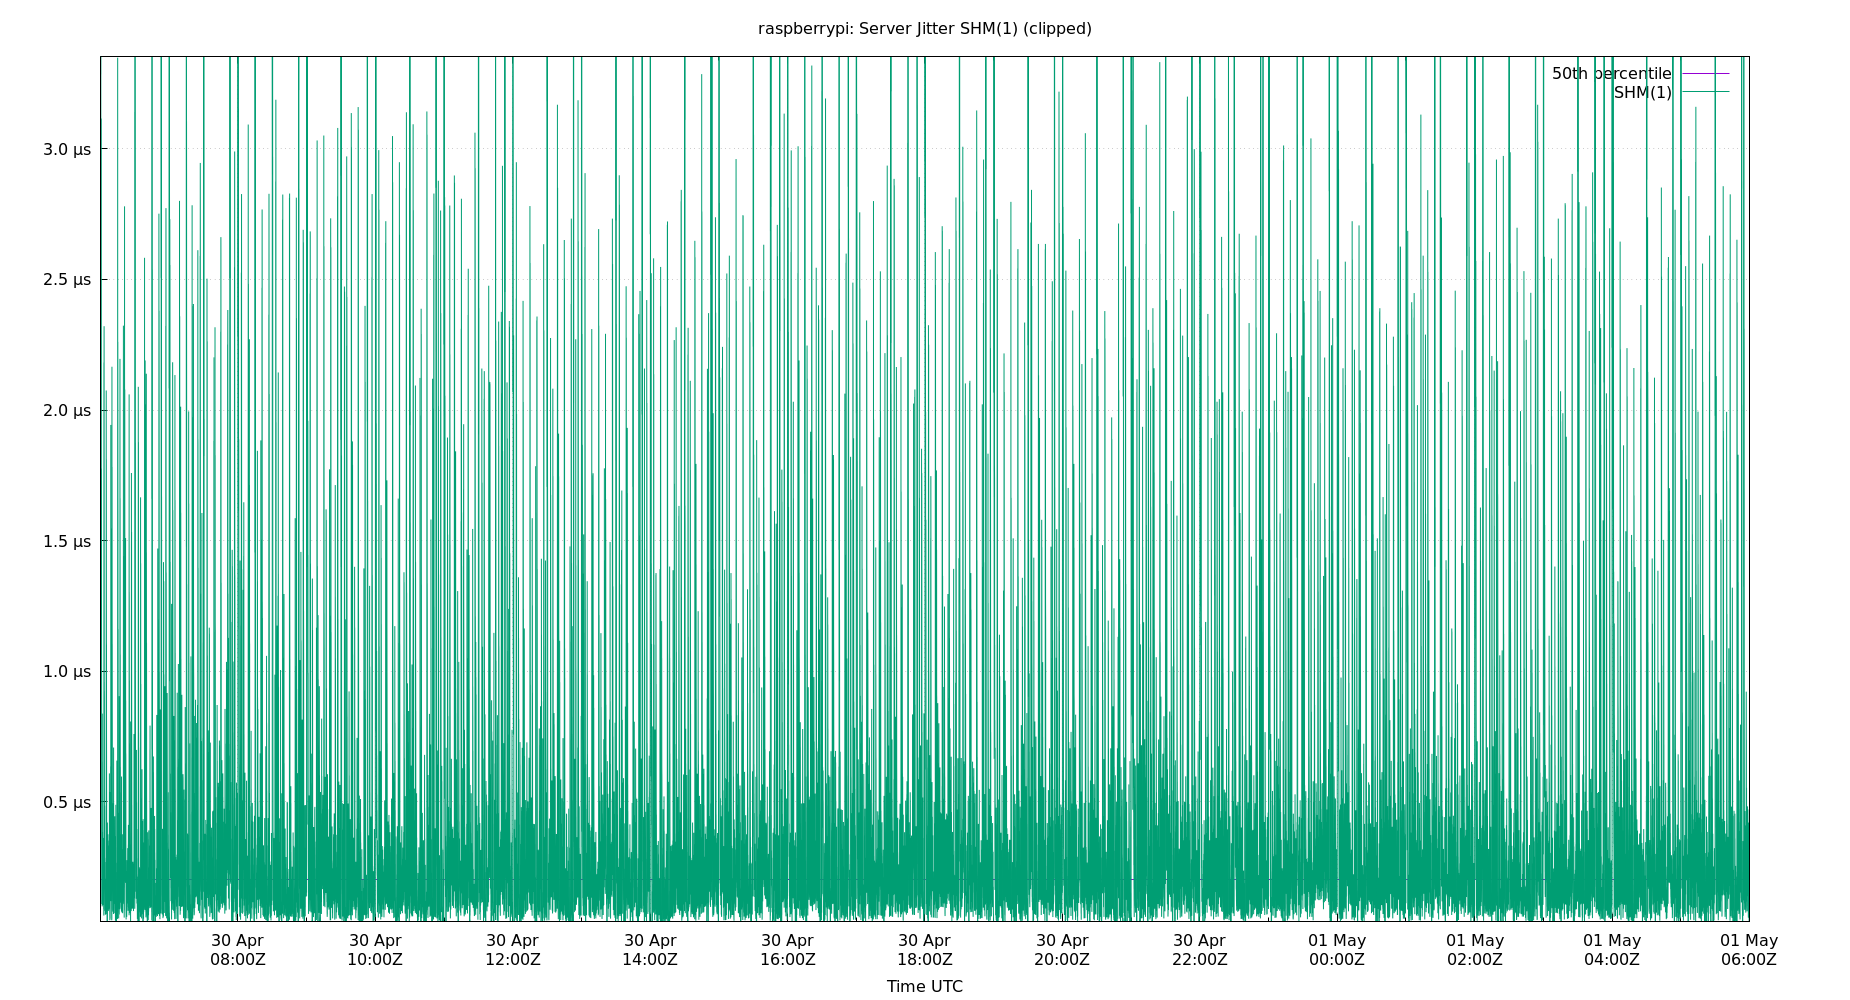 raspberrypi: Server Jitter SHM(1) (clipped)
50th percentile
SHM(1)
3.0 µs
2.5 µs
2.0 µs
1.5 µs
1.0 µs
0.5 µs
30 Apr 30 Apr 30 Apr 30 Apr 30 Apr 30 Apr 30 Apr 30 Apr 01 May 01 May 01 May 01 May
08:00Z 10:00Z 12:00Z 14:00Z 16:00Z 18:00Z 20:00Z 22:00Z 00:00Z 02:00Z 04:00Z 06:00Z
Time UTC